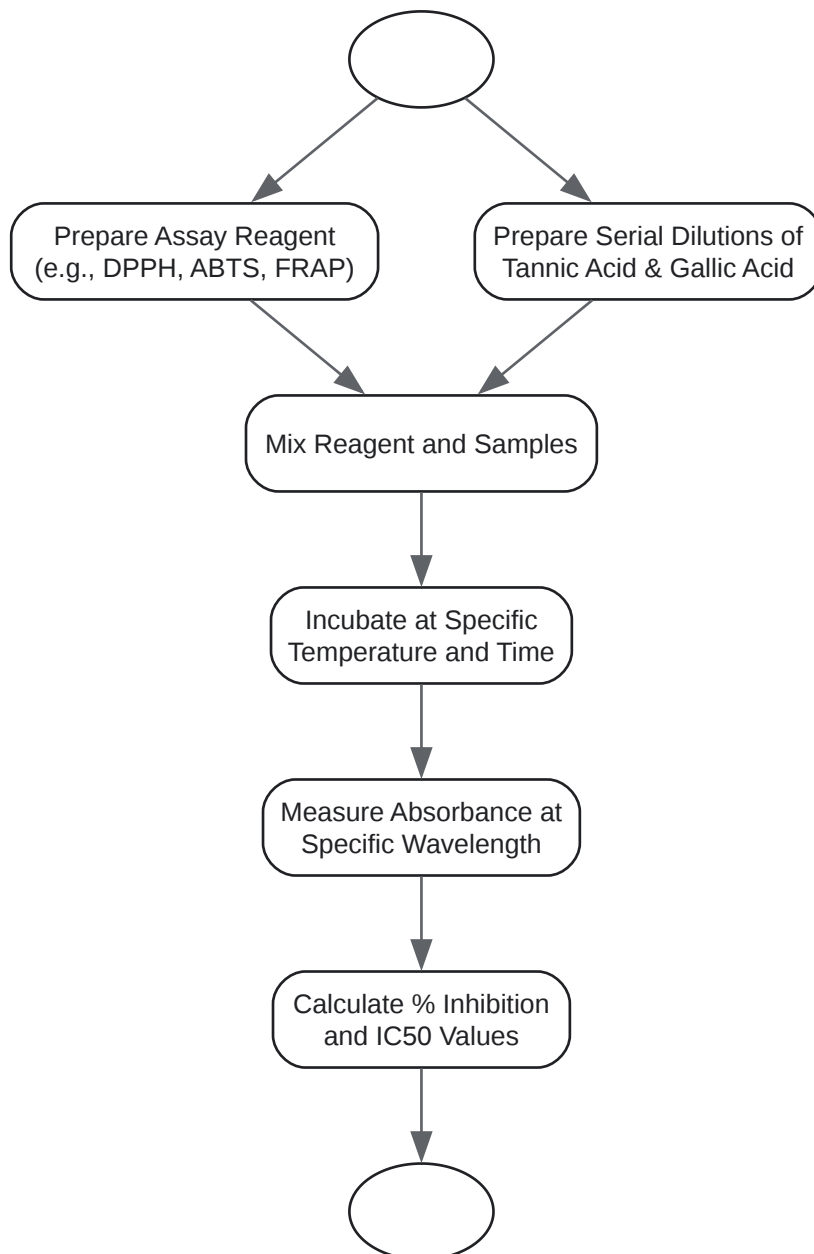 Prepare Assay Reagent
(e.g., DPPH, ABTS, FRAP)
Prepare Serial Dilutions of
Tannic Acid & Gallic Acid
Mix Reagent and Samples
Incubate at Specific
Temperature and Time
Measure Absorbance at
Specific Wavelength
Calculate % Inhibition
and IC50 Values